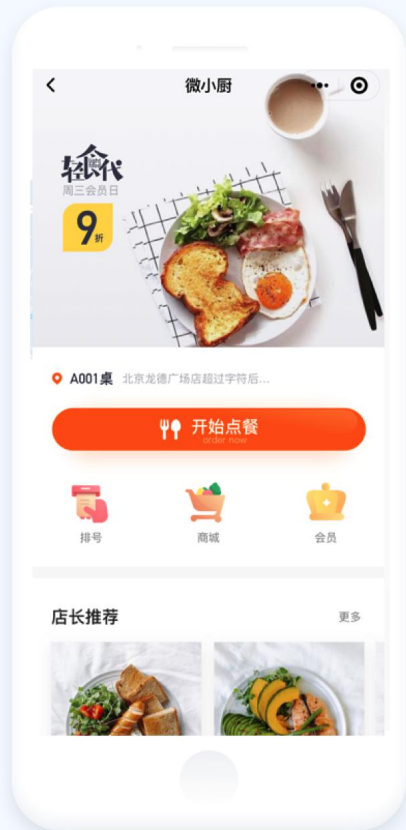 微小厨
轻食代
周三会员日
9折
A001桌 北京龙德广场店超过字符后...
开始点餐
order now
排号 商城 会员
店长推荐 更多